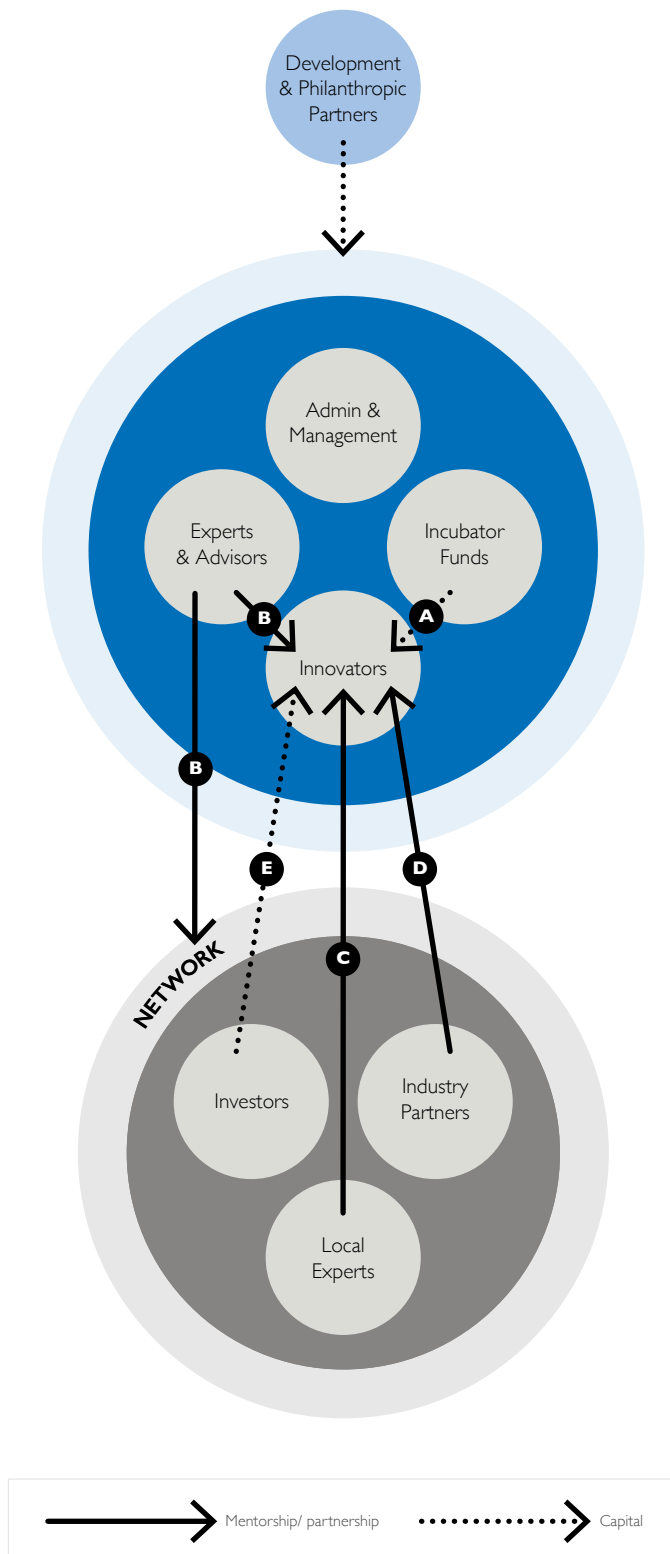 Development
& Philanthropic
Partners
Admin &
Management
Experts
& Advisors
Incubator
Funds
B
A
Innovators
B
E
D
NETWORK
C
Investors
Industry
Partners
Local
Experts
Mentorship/ partnership
Capital